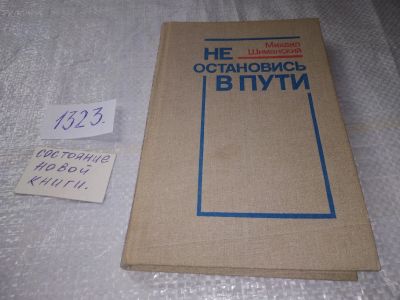 Михаил
Шиманский
НЕ
ОСТАНОВИСЬ
В ПУТИ
1323.
состояние
новой
книги.